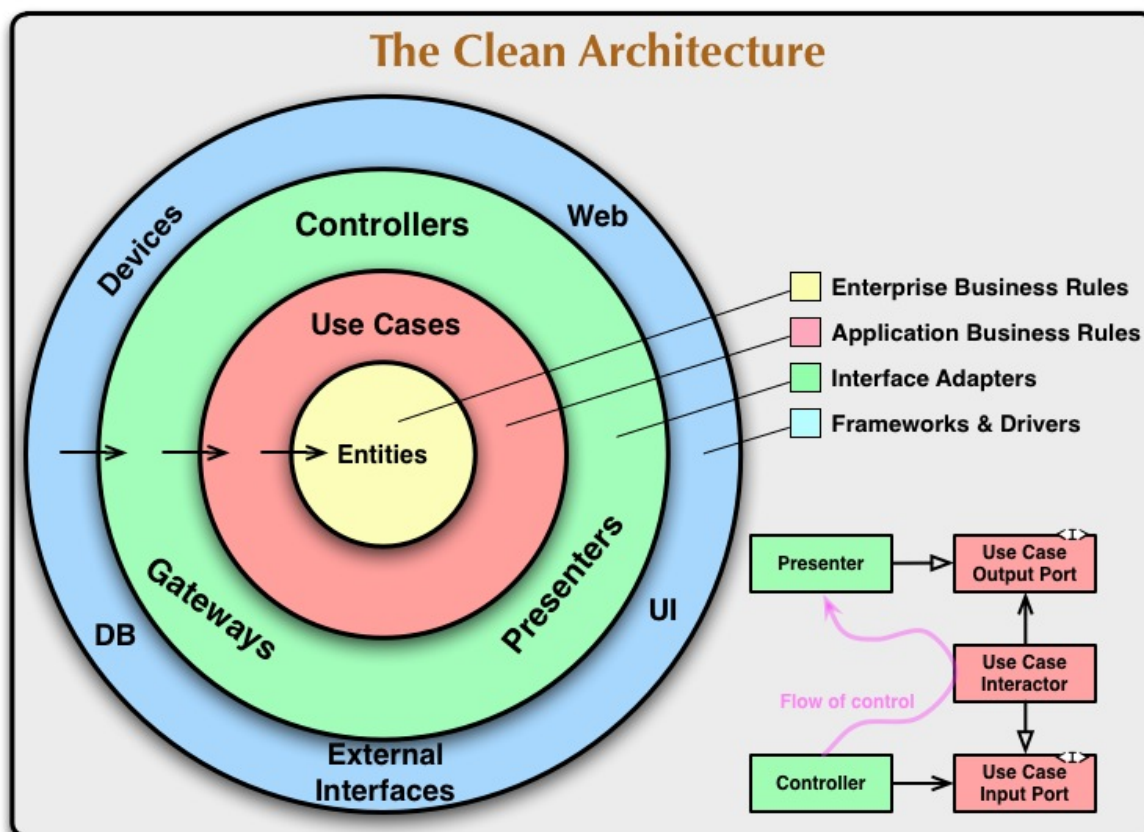 The Clean Architecture
Devices
Web
Controllers
Use Cases
Entities
Gateways
Presenters
DB
UI
External
Interfaces
Enterprise Business Rules
Application Business Rules
Interface Adapters
Frameworks & Drivers
Presenter
<I>
Use Case
Output Port
Use Case
Interactor
Flow of control
Controller
<I>
Use Case
Input Port